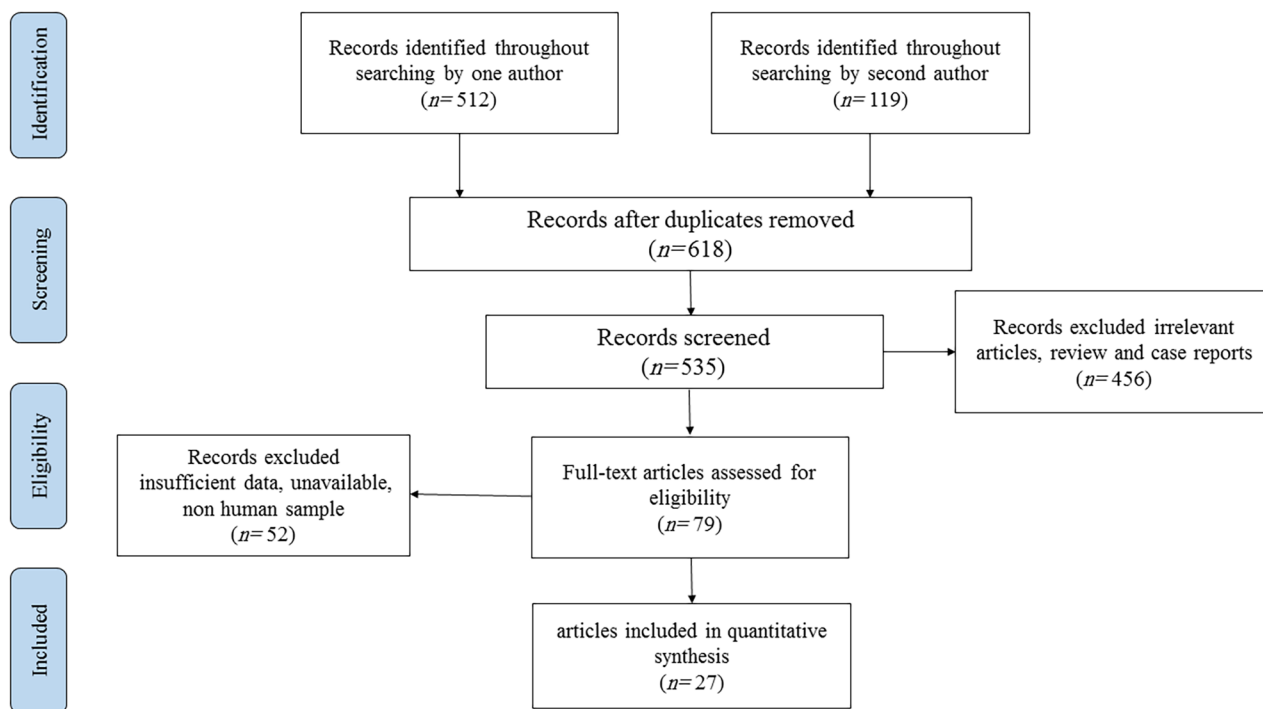 Identification
Records identified throughout
searching by one author
(n=512)
Records identified throughout
searching by second author
(n=119)
Screening
Records after duplicates removed
(n=618)
Records screened
(n=535)
Records excluded irrelevant
articles, review and case reports
(n=456)
Eligibility
Records excluded
insufficient data, unavailable,
non human sample
(n=52)
Full-text articles assessed for
eligibility
(n=79)
Included
articles included in quantitative
synthesis
(n=27)